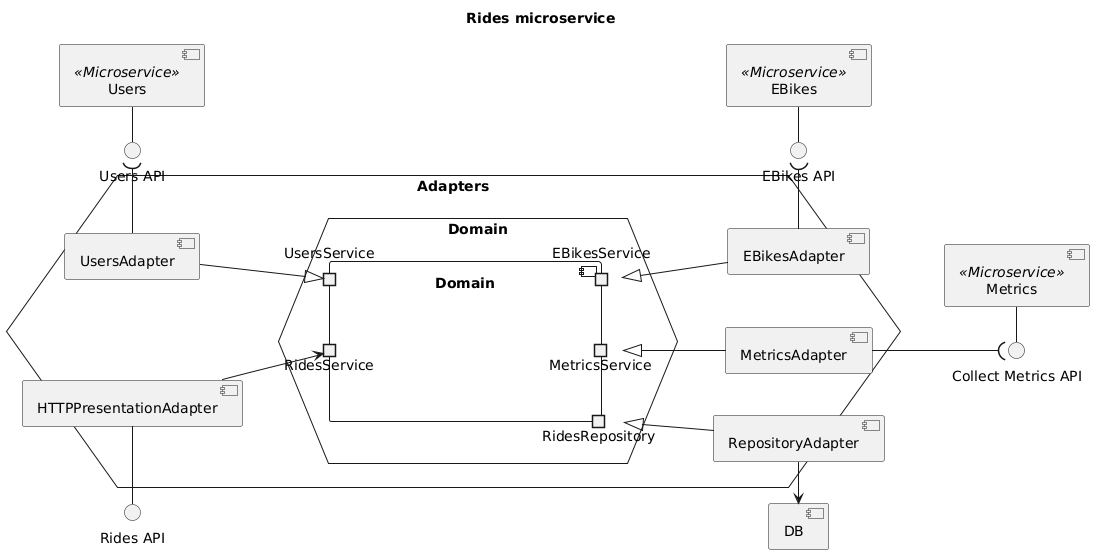 Rides microservice
«Microservice»
Users
«Microservice»
EBikes
Users API
EBikes API
Adapters
Domain
UsersService
EBikesService
UsersAdapter
EBikesAdapter
Domain
«Microservice»
Metrics
RidesService
MetricsService
MetricsAdapter
Collect Metrics API
HTTPPresentationAdapter
RidesRepository
RepositoryAdapter
Rides API
DB